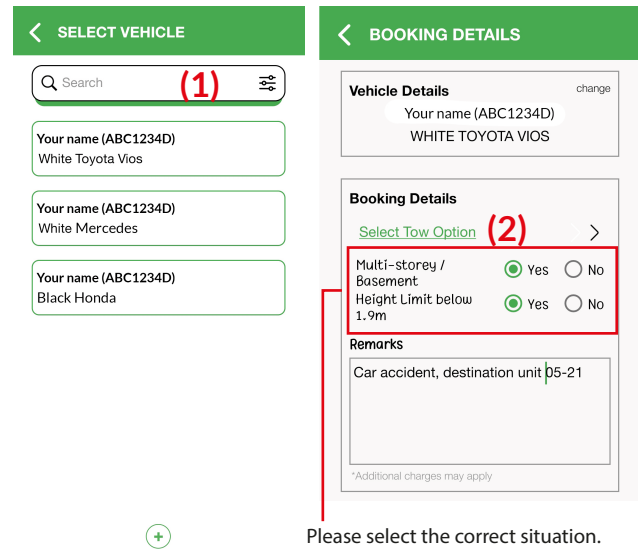 SELECT VEHICLE
Search
(1)
Your name (ABC1234D)
White Toyota Vios
Your name (ABC1234D)
White Mercedes
Your name (ABC1234D)
Black Honda
+
BOOKING DETAILS
Vehicle Details
change
Your name (ABC1234D)
WHITE TOYOTA VIOS
Booking Details
Select Tow Option (2)
Multi-storey /
Basement
Yes No
Height Limit below
1.9m
Yes No
Remarks
Car accident, destination unit 05-21
*Additional charges may apply
Please select the correct situation.